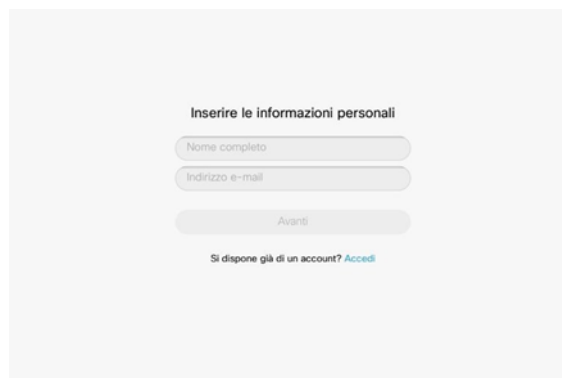 Inserire le informazioni personali
Nome completo
Indirizzo e-mail
Avanti
Si dispone già di un account? Accedi